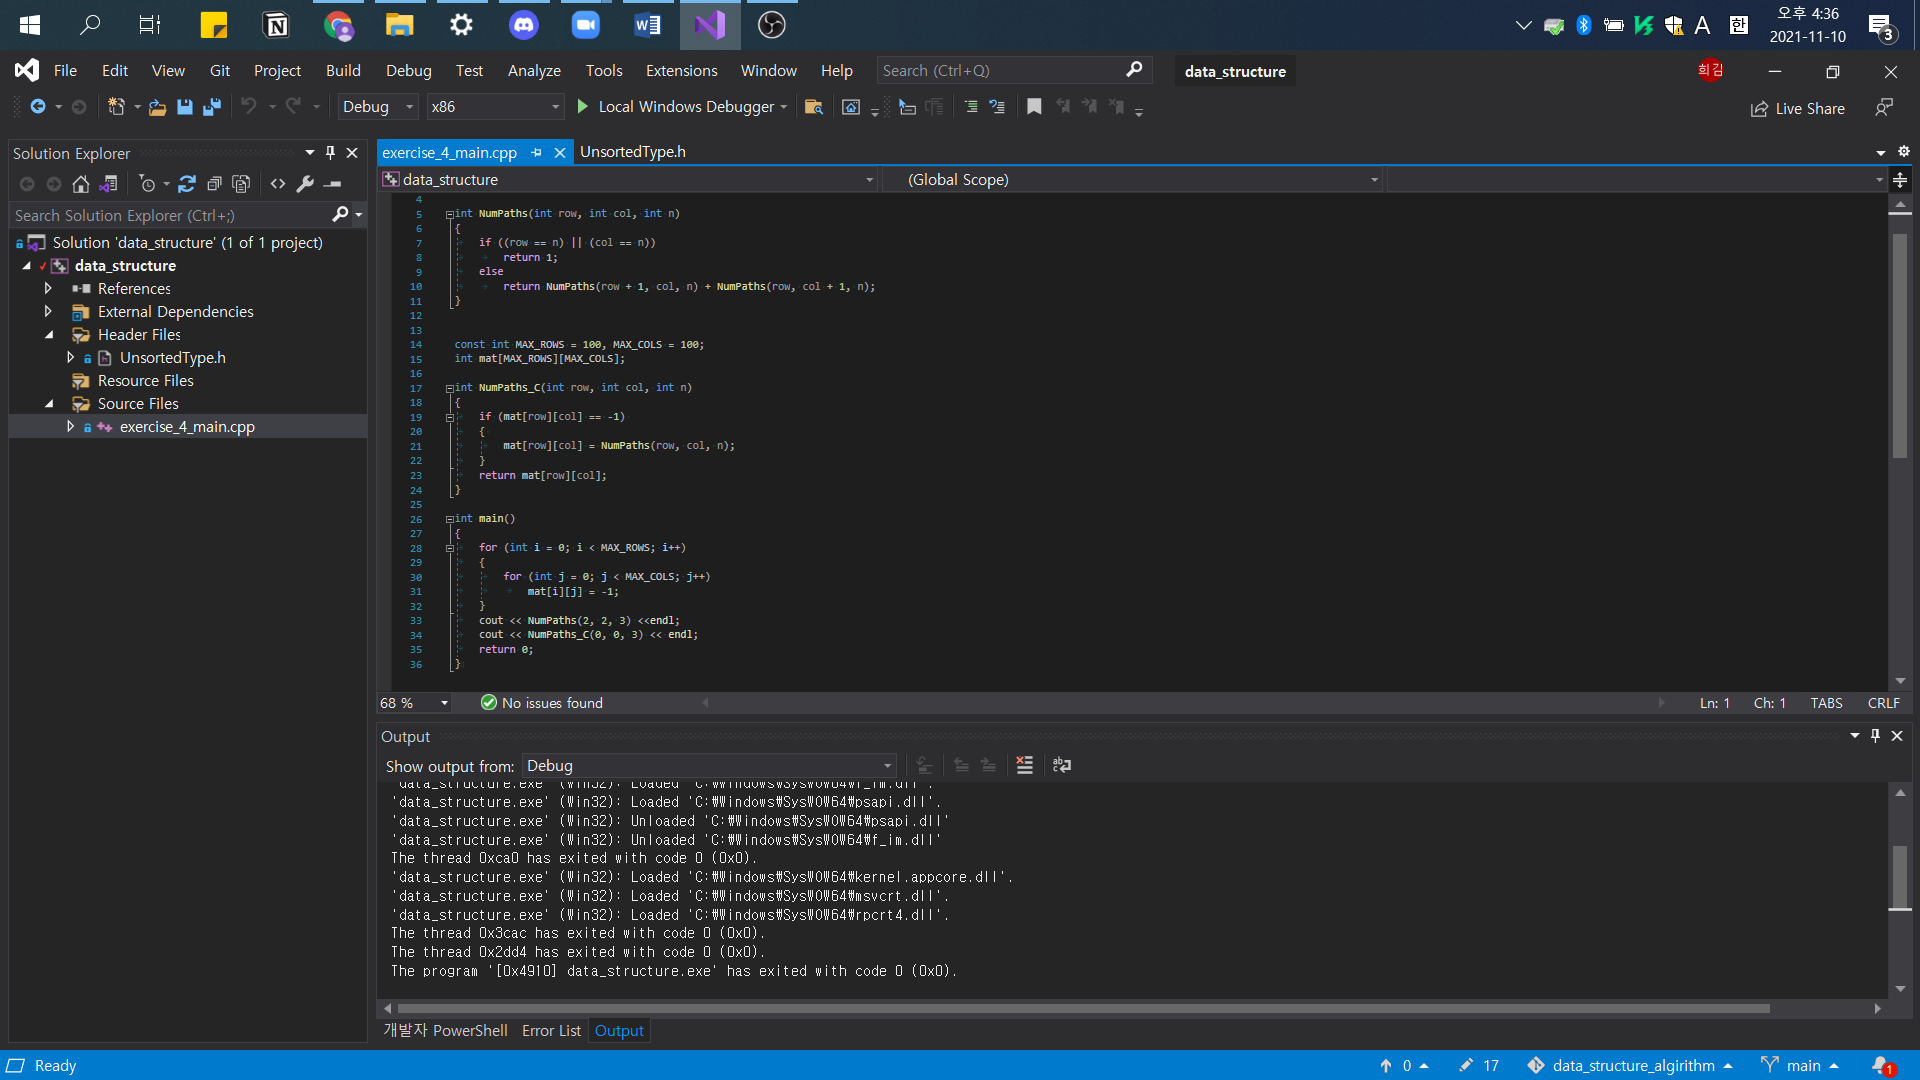 오후 4:36
2021-11-10
A
한
3
File Edit View Git Project Build Debug Test Analyze Tools Extensions Window Help Search (Ctrl+Q) data_structure 희김
Debug x86 Local Windows Debugger Live Share
Solution Explorer
Search Solution Explorer (Ctrl+;)
Solution 'data_structure' (1 of 1 project)
data_structure
References
External Dependencies
Header Files
UnsortedType.h
Resource Files
Source Files
exercise_4_main.cpp
exercise_4_main.cpp UnsortedType.h
data_structure (Global Scope)
4
5 int NumPaths(int row, int col, int n)
6 {
7 if ((row == n) || (col == n))
8 return 1;
9 else
10 return NumPaths(row + 1, col, n) + NumPaths(row, col + 1, n);
11 }
12
13
14 const int MAX_ROWS = 100, MAX_COLS = 100;
15 int mat[MAX_ROWS][MAX_COLS];
16
17 int NumPaths_C(int row, int col, int n)
18 {
19 if (mat[row][col] == -1)
20 {
21 mat[row][col] = NumPaths(row, col, n);
22 }
23 return mat[row][col];
24 }
25
26 int main()
27 {
28 for (int i = 0; i < MAX_ROWS; i++)
29 {
30 for (int j = 0; j < MAX_COLS; j++)
31 mat[i][j] = -1;
32 }
33 cout << NumPaths(2, 2, 3) <<endl;
34 cout << NumPaths_C(0, 0, 3) << endl;
35 return 0;
36 }
68 % No issues found Ln: 1 Ch: 1 TABS CRLF
Output
Show output from: Debug
'data_structure.exe' (Win32): Loaded 'C:₩Windows₩SysWOW64₩f_im.dll'.
'data_structure.exe' (Win32): Loaded 'C:₩Windows₩SysWOW64₩psapi.dll'.
'data_structure.exe' (Win32): Unloaded 'C:₩Windows₩SysWOW64₩psapi.dll'
'data_structure.exe' (Win32): Unloaded 'C:₩Windows₩SysWOW64₩f_im.dll'
The thread 0xca0 has exited with code 0 (0x0).
'data_structure.exe' (Win32): Loaded 'C:₩Windows₩SysWOW64₩kernel.appcore.dll'.
'data_structure.exe' (Win32): Loaded 'C:₩Windows₩SysWOW64₩msvcrt.dll'.
'data_structure.exe' (Win32): Loaded 'C:₩Windows₩SysWOW64₩rpcrt4.dll'.
The thread 0x3cac has exited with code 0 (0x0).
The thread 0x2dd4 has exited with code 0 (0x0).
The program '[0x4910] data_structure.exe' has exited with code 0 (0x0).
개발자 PowerShell Error List Output
Ready 0 17 data_structure_algirithm main 1